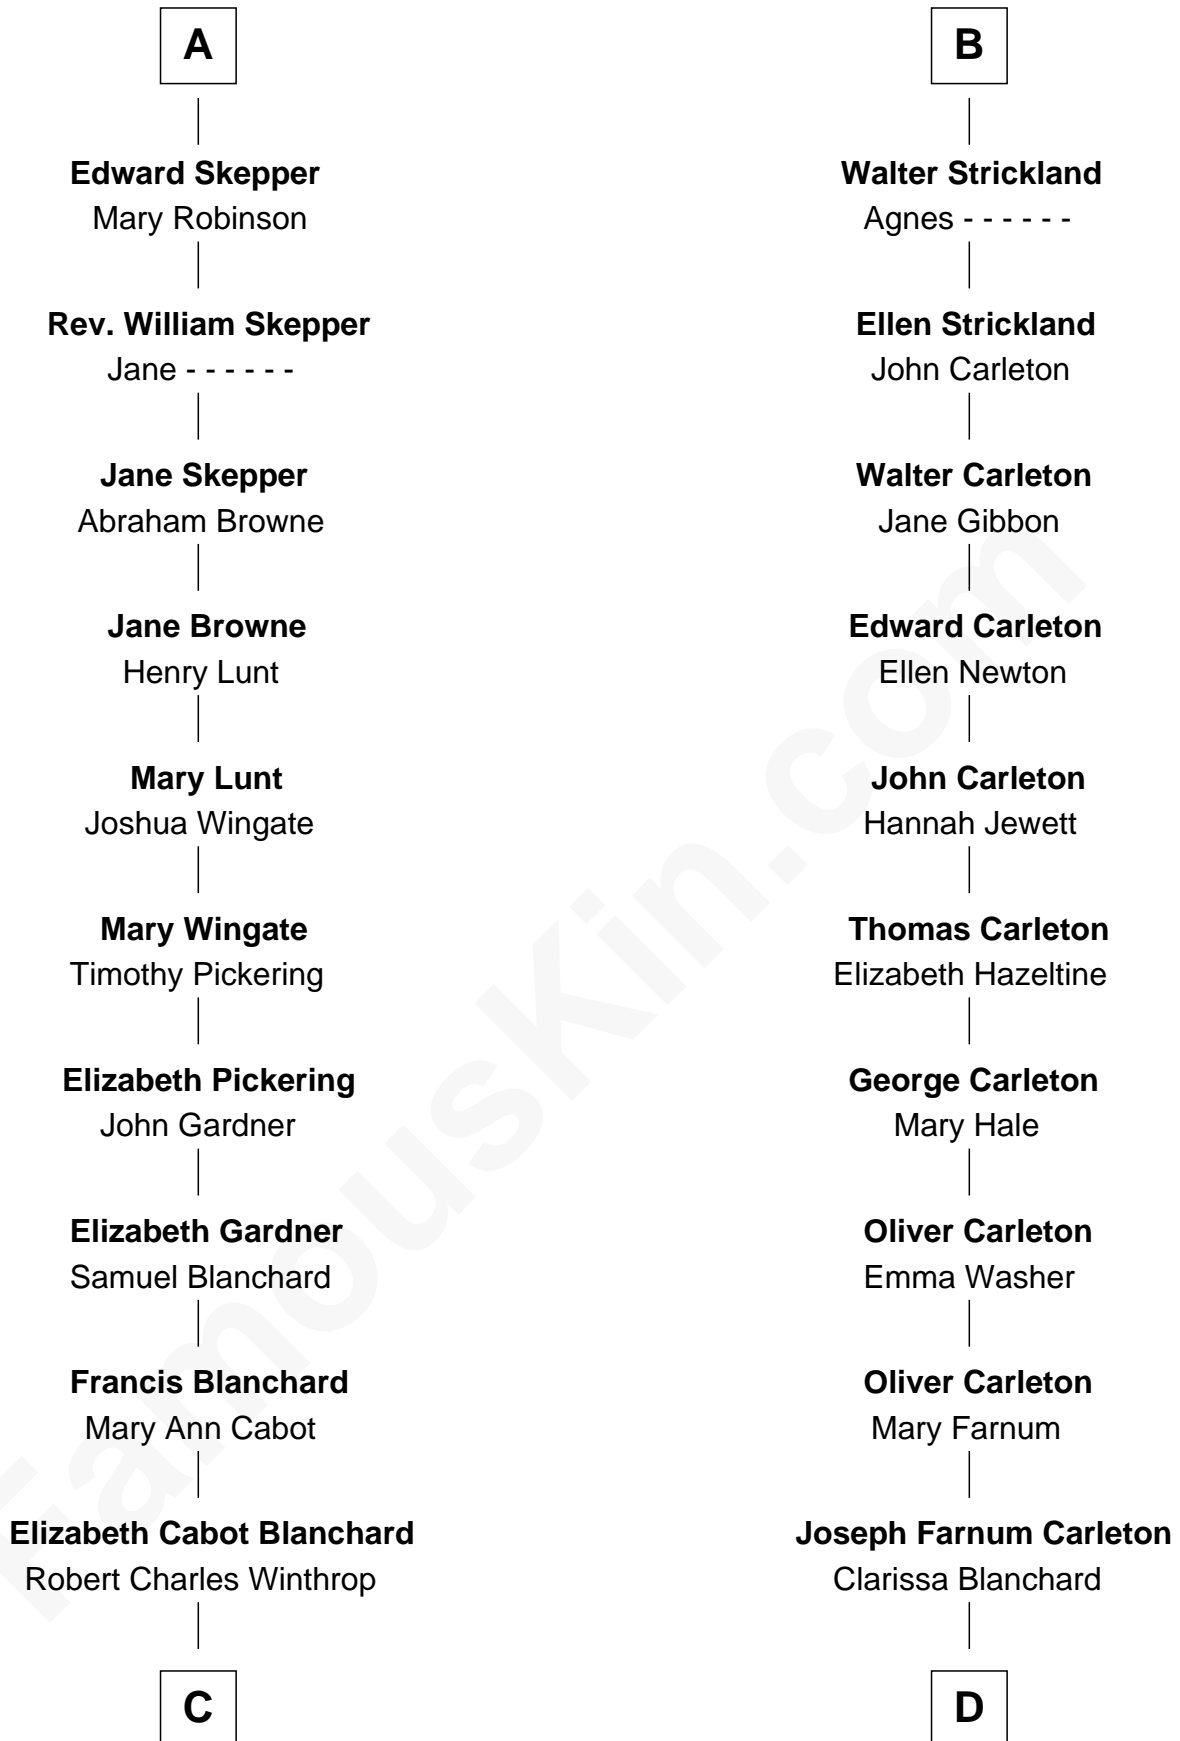 A
Edward Skepper
Mary Robinson
Rev. William Skepper
Jane - - - - - -
Jane Skepper
Abraham Browne
Jane Browne
Henry Lunt
Mary Lunt
Joshua Wingate
Mary Wingate
Timothy Pickering
Elizabeth Pickering
John Gardner
Elizabeth Gardner
Samuel Blanchard
Francis Blanchard
Mary Ann Cabot
Elizabeth Cabot Blanchard
Robert Charles Winthrop
C
B
Walter Strickland
Agnes - - - - - -
Ellen Strickland
John Carleton
Walter Carleton
Jane Gibbon
Edward Carleton
Ellen Newton
John Carleton
Hannah Jewett
Thomas Carleton
Elizabeth Hazeltine
George Carleton
Mary Hale
Oliver Carleton
Emma Washer
Oliver Carleton
Mary Farnum
Joseph Farnum Carleton
Clarissa Blanchard
D
FamousKin.com